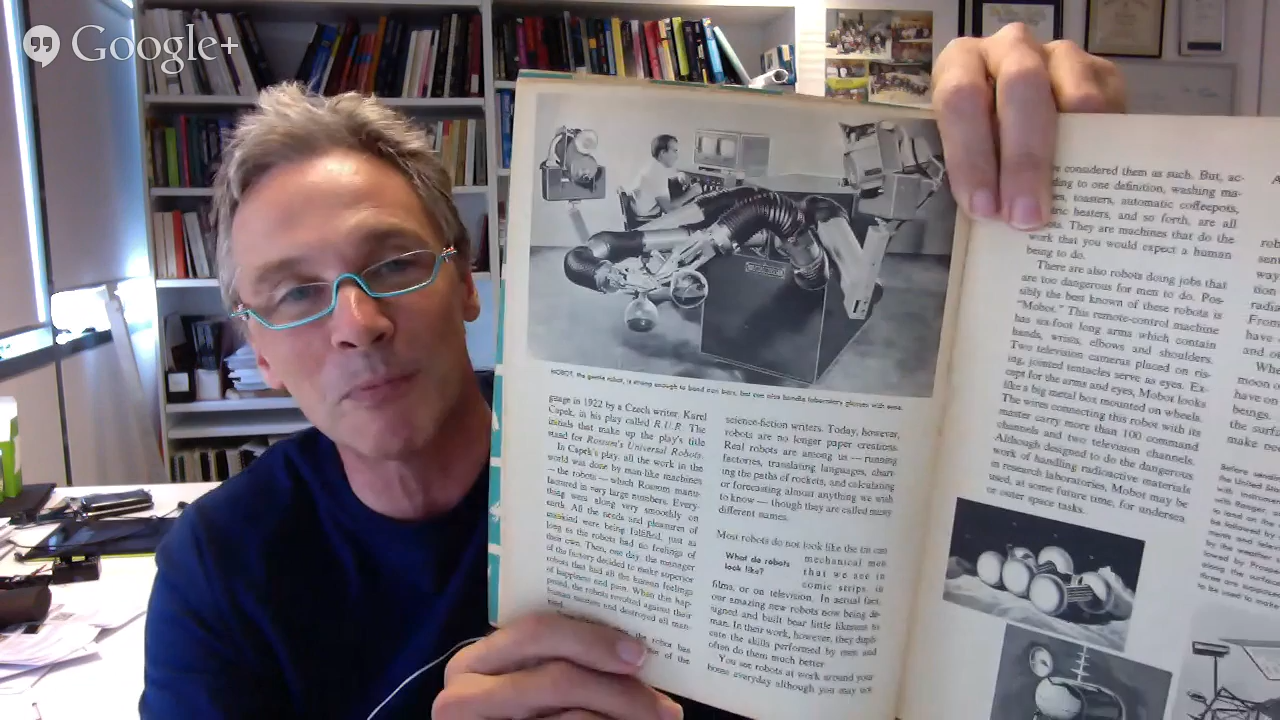 Google+
MOBOT, the gentle robot, is strong enough to bend iron bars, but can also handle laboratory glasses with ease.
guage in 1922 by a Czech writer, Karel
Capek, in his play called R.U.R. The
initials that make up the play's title
stand for Rossum's Universal Robots.
In Capek's play, all the work in the
world was done by man-like machines
— the robots — which Rossum manu-
factured in very large numbers. Every-
thing went along very smoothly on
earth. All the needs and pleasures of
mankind were being fulfilled, just as
long as the robots had no feelings of
their own. Then, one day, the manager
of the factory decided to make superior
robots that had all the human feelings
of happiness and pain. When this hap-
pened, the robots revolted against their
human masters and destroyed all man-
kind.
the robot has
of the
science-fiction writers. Today, however,
robots are no longer paper creations.
Real robots are among us — running
factories, translating languages, chart-
ing the paths of rockets, and calculating
or forecasting almost anything we wish
to know — though they are called many
different names.
Most robots do not look like the tin can
What do robots
look like?
mechanical men
that we see in
comic strips, in
films, or on television. In actual fact,
our amazing new robots now being de-
signed and built bear little likeness to
man. In their work, however, they dupli-
cate the skills performed by men and
often do them much better.
You see robots at work around your
home everyday although you may not
considered them as such. But, ac-
to one definition, washing ma-
toasters, automatic coffeepots,
heaters, and so forth, are all
They are machines that do the
work that you would expect a human
being to do.
There are also robots doing jobs that
are too dangerous for men to do. Pos-
sibly the best known of these robots is
"Mobot." This remote-control machine
has six-foot long arms which contain
hands, wrists, elbows and shoulders.
Two television cameras placed on ris-
ing, jointed tentacles serve as eyes. Ex-
cept for the arms and eyes, Mobot looks
like a big metal box mounted on wheels.
The wires connecting this robot with its
master carry more than 100 command
channels and two television channels.
Although designed to do the dangerous
work of handling radioactive materials
in research laboratories, Mobot may be
used, at some future time, for undersea
or outer space tasks.